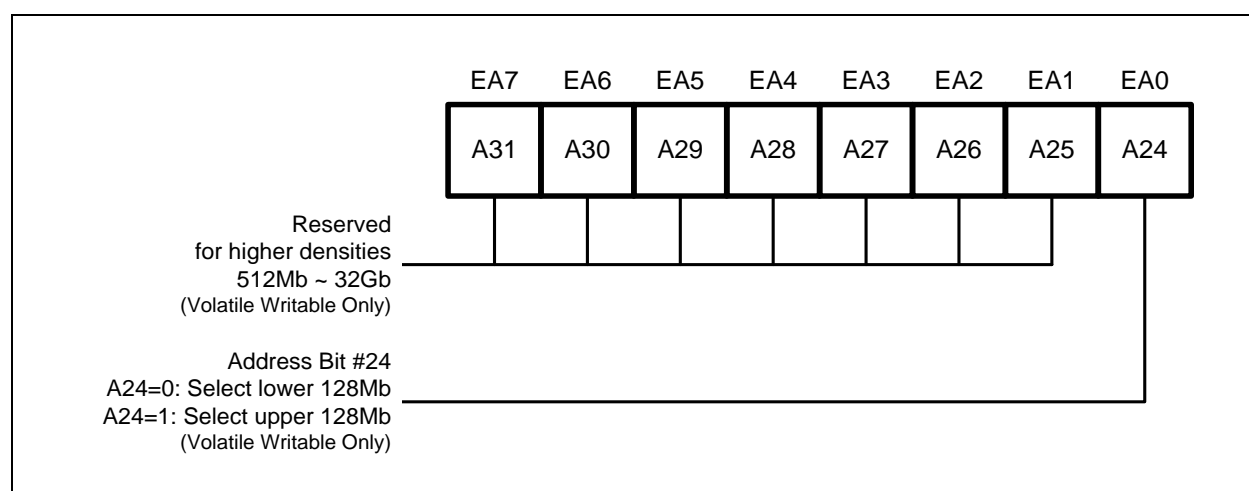 EA7 EA6 EA5 EA4 EA3 EA2 EA1 EA0
A31 A30 A29 A28 A27 A26 A25 A24
Reserved
for higher densities
512Mb ~ 32Gb
(Volatile Writable Only)
Address Bit #24
A24=0: Select lower 128Mb
A24=1: Select upper 128Mb
(Volatile Writable Only)